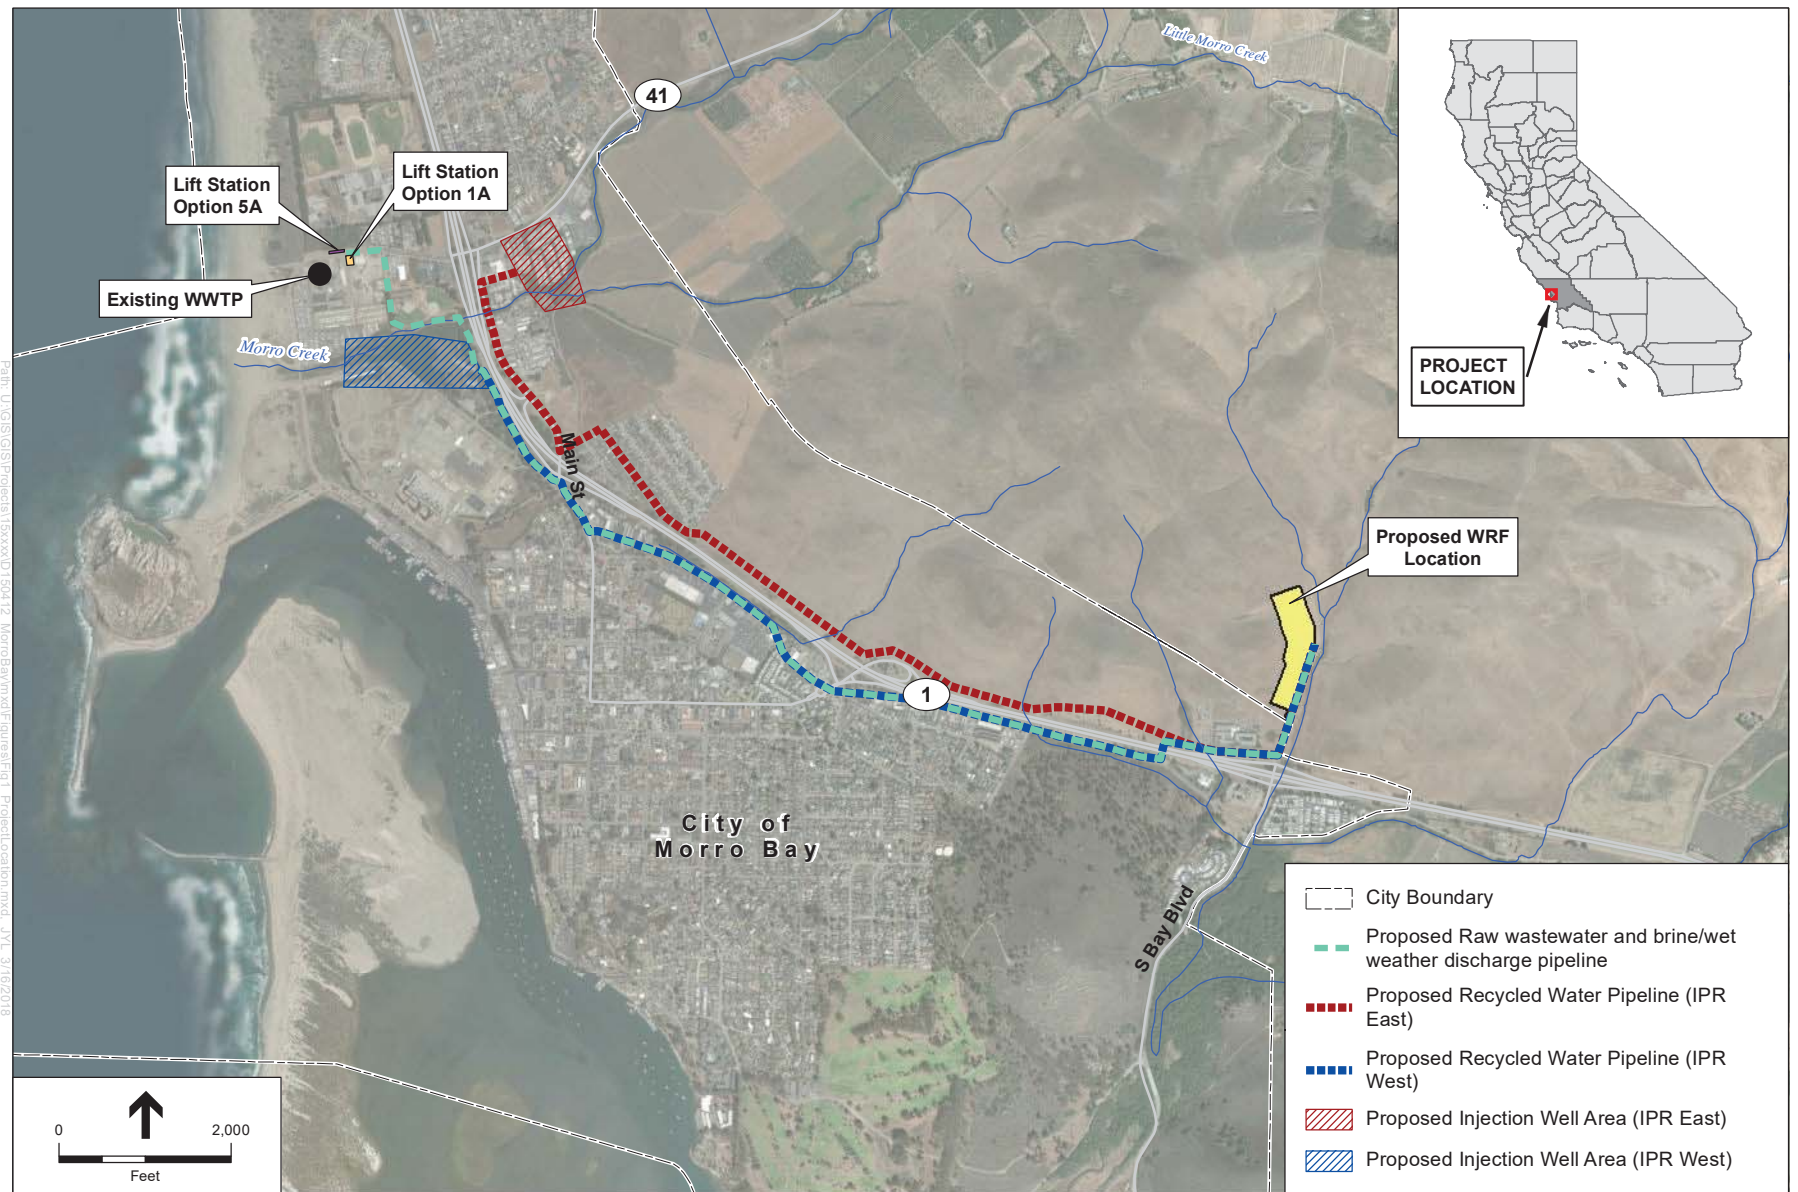 Little Morro Creek
41
Lift Station
Option 5A
Lift Station
Option 1A
Existing WWTP
Morro Creek
Main St
PROJECT
LOCATION
Proposed WRF
Location
1
City of
Morro Bay
S Bay Blvd
City Boundary
Proposed Raw wastewater and brine/wet
weather discharge pipeline
Proposed Recycled Water Pipeline (IPR
East)
Proposed Recycled Water Pipeline (IPR
West)
Proposed Injection Well Area (IPR East)
Proposed Injection Well Area (IPR West)
0
2,000
Feet